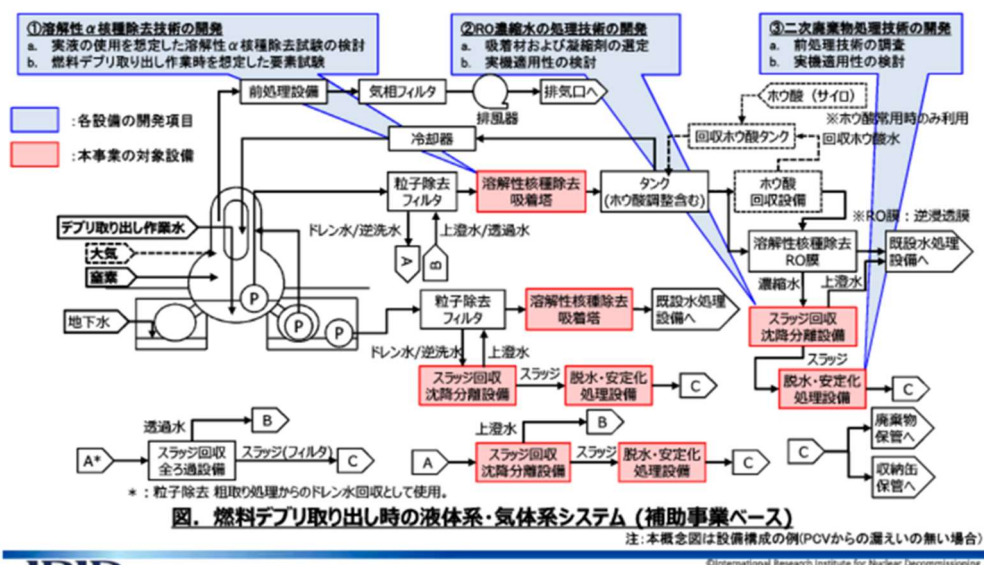 ①溶解性α核種除去技術の開発
a. 実液の使用を想定した溶解性α核種除去試験の検討
b. 燃料デブリ取り出し作業時を想定した要素試験
②RO濃縮水の処理技術の開発
a. 吸着材および凝縮剤の選定
b. 実機適用性の検討
③二次廃棄物処理技術の開発
a. 前処理技術の調査
b. 実機適用性の検討
:各設備の開発項目
:本事業の対象設備
前処理設備
気相フィルタ
排風器
排気口へ
冷却器
ホウ酸(サイロ)
※ホウ酸常用時のみ利用
回収ホウ酸タンク
回収ホウ酸水
粒子除去
フィルタ
溶解性核種除去
吸着塔
タンク
(ホウ酸調整含む)
ホウ酸
回収設備
※RO膜:逆浸透膜
ドレン水/逆洗水
上澄水/透過水
A
B
溶解性核種除去
RO膜
既設水処理
設備へ
濃縮水
上澄水
デブリ取り出し作業水
大気
窒素
地下水
P
P
P
粒子除去
フィルタ
溶解性核種除去
吸着塔
既設水処理
設備へ
ドレン水/逆洗水
上澄水
スラッジ回収
沈降分離設備
スラッジ
脱水・安定化
処理設備
C
スラッジ回収
沈降分離設備
スラッジ
脱水・安定化
処理設備
C
透過水
B
A*
スラッジ回収
全ろ過設備
スラッジ(フィルタ)
C
上澄水
B
A
スラッジ回収
沈降分離設備
スラッジ
脱水・安定化
処理設備
C
C
廃棄物
保管へ
収納缶
保管へ
*:粒子除去 粗取り処理からのドレン水回収として使用。
図. 燃料デブリ取り出し時の液体系・気体系システム (補助事業ベース)
注:本概念図は設備構成の例(PCVからの漏えいの無い場合)
©International Research Institute for Nuclear Decommissioning
IRID